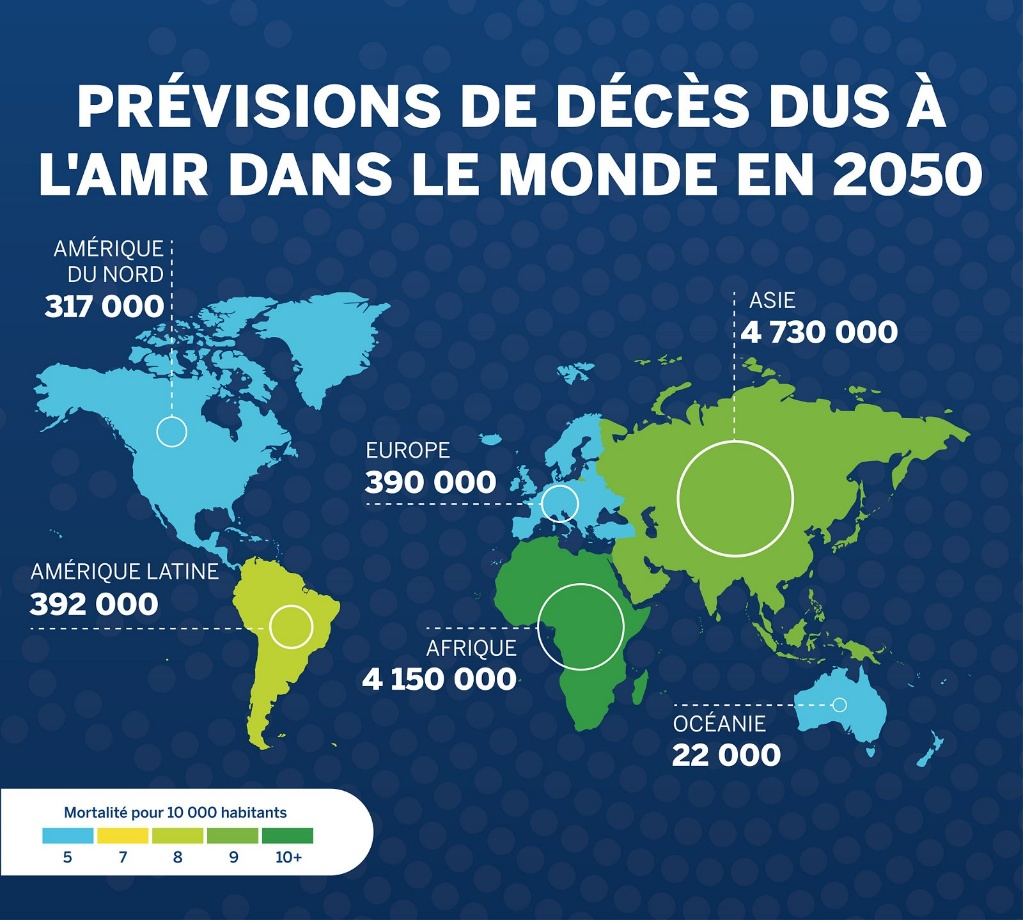 PRÉVISIONS DE DÉCÈS DUS À
L'AMR DANS LE MONDE EN 2050
AMÉRIQUE
DU NORD
317 000
ASIE
4 730 000
EUROPE
390 000
AMÉRIQUE LATINE
392 000
AFRIQUE
4 150 000
OCÉANIE
22 000
Mortalité pour 10 000 habitants
5 7 8 9 10+